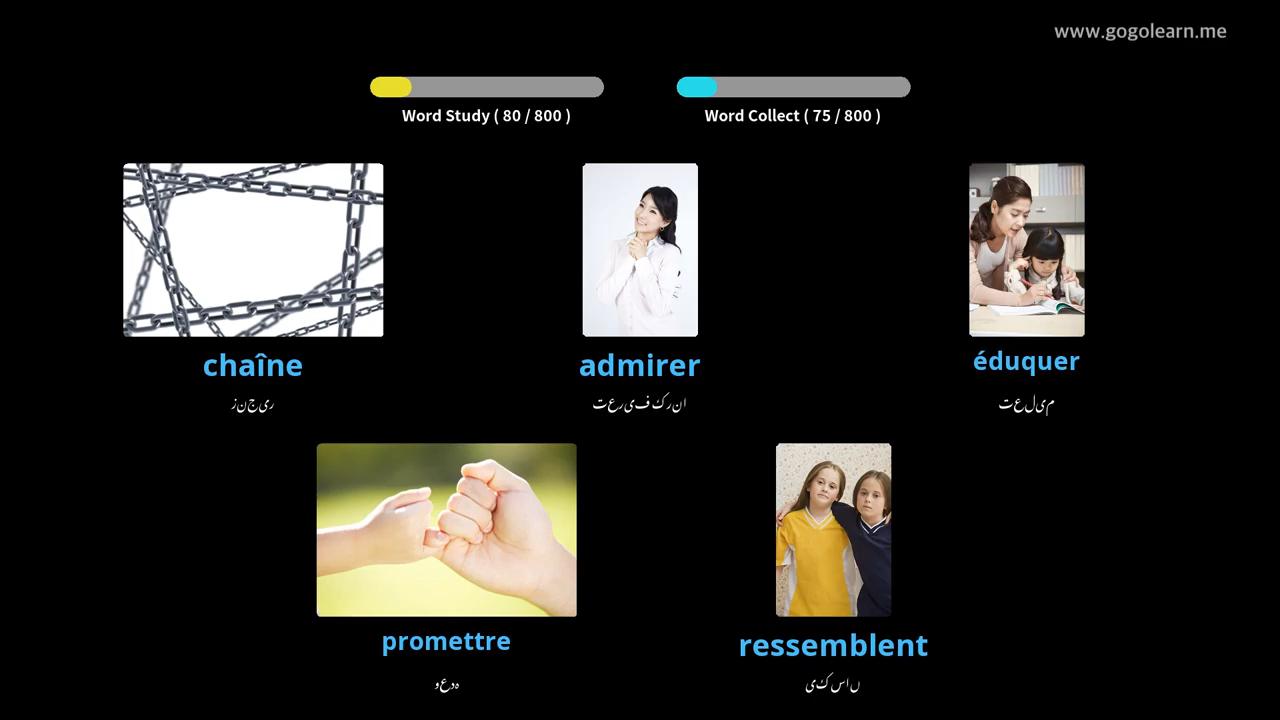 www.gogolearn.me
Word Study ( 80 / 800 )
Word Collect ( 75 / 800 )
chaîne
admirer
éduquer
زنجیر
تعریف کرنا
تعلیم
promettre
ressemblent
وعدہ
یکساں